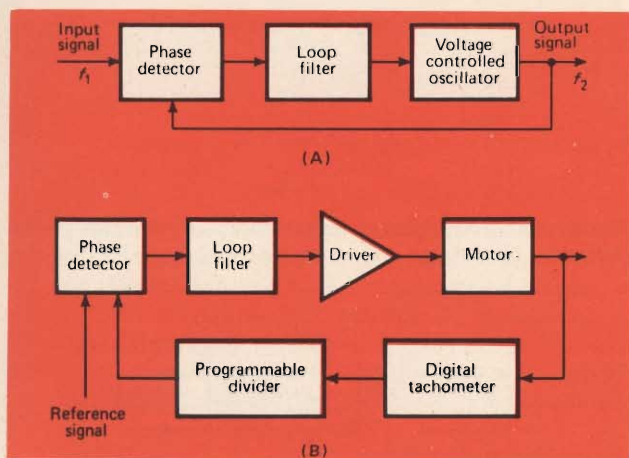 Input
signal
f₁
Phase
detector
Loop
filter
Voltage
controlled
oscillator
Output
signal
f₂
(A)
Phase
detector
Loop
filter
Driver
Motor
Programmable
divider
Digital
tachometer
Reference
signal
(B)